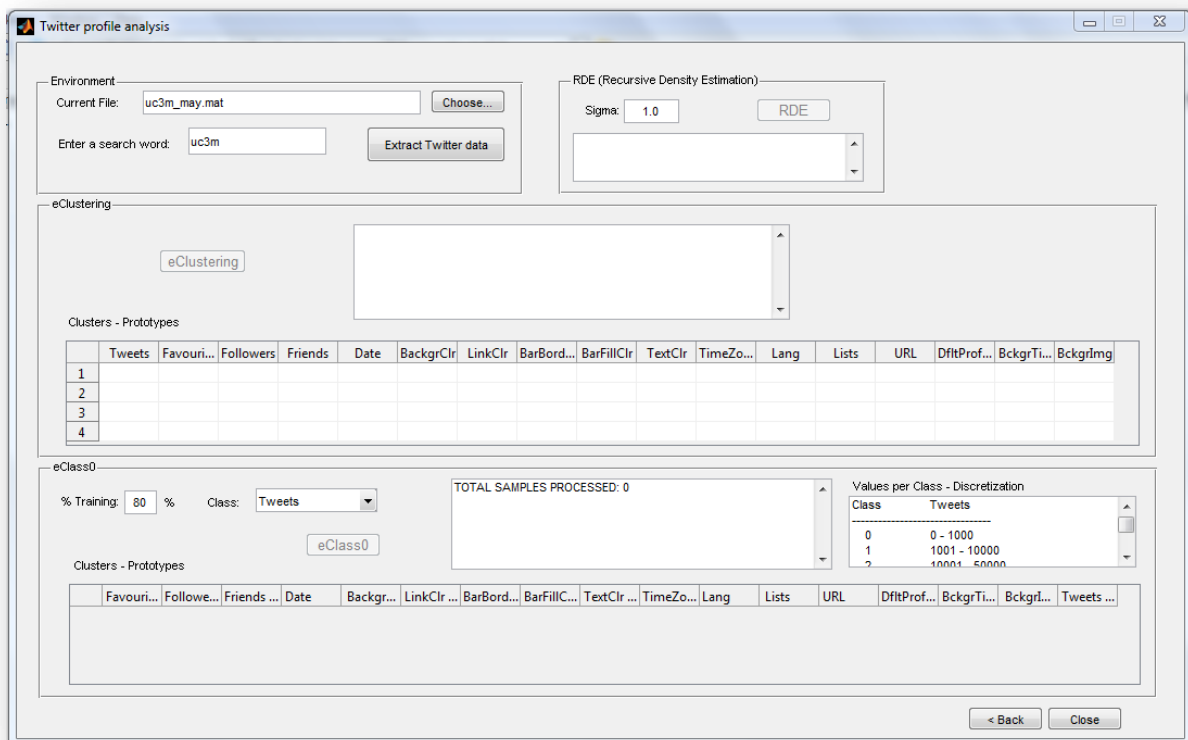 Twitter profile analysis
Environment
Current File: uc3m_may.mat Choose...
Enter a search word: uc3m Extract Twitter data
RDE (Recursive Density Estimation)
Sigma: 1.0 RDE
eClustering
eClustering
Clusters - Prototypes
Tweets Favouri... Followers Friends Date BackgrClr LinkClr BarBord... BarFillClr TextClr TimeZo... Lang Lists URL DfltProf... BckgrTi... BckgrImg
1
2
3
4
eClass0
% Training: 80 % Class: Tweets
eClass0
TOTAL SAMPLES PROCESSED: 0
Values per Class - Discretization
Class Tweets
--------------------------------
0 0 - 1000
1 1001 - 10000
2 10001 - 50000
Clusters - Prototypes
Favouri... Followe... Friends ... Date Backgr... LinkClr ... BarBord... BarFillC... TextClr ... TimeZo... Lang Lists URL DfltProf... BckgrTi... BckgrI... Tweets ...
< Back Close